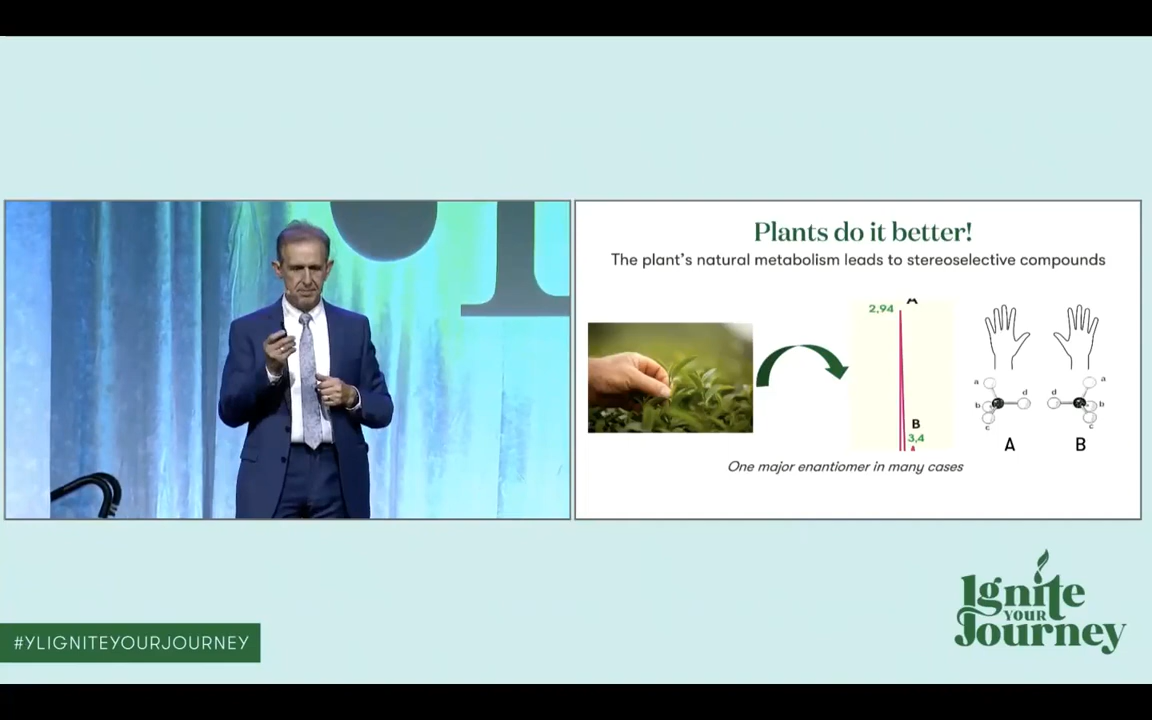 Plants do it better!
The plant's natural metabolism leads to stereoselective compounds
A
2,94
B
3,4
a
b
c
d
A
d
a
b
c
B
One major enantiomer in many cases
#YLIGNITEYOURJOURNEY
Ignite
YOUR
Journey